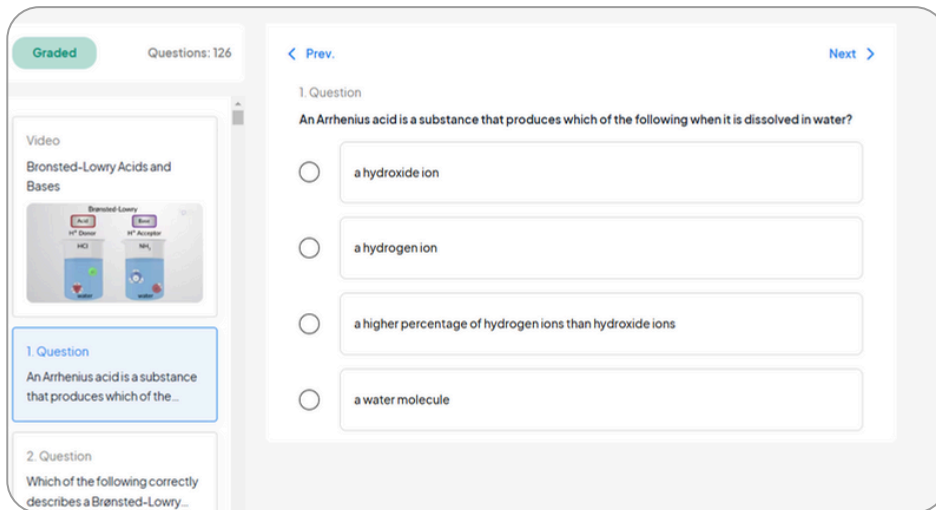 Graded
Questions: 126
Video
Bronsted-Lowry Acids and
Bases
Brønsted-Lowry
Acid
Base
H⁺ Donor
H⁺ Acceptor
HCl
NH₃
water
water
1. Question
An Arrhenius acid is a substance
that produces which of the...
2. Question
Which of the following correctly
describes a Brønsted-Lowry...
Prev.
Next
1. Question
An Arrhenius acid is a substance that produces which of the following when it is dissolved in water?
a hydroxide ion
a hydrogen ion
a higher percentage of hydrogen ions than hydroxide ions
a water molecule